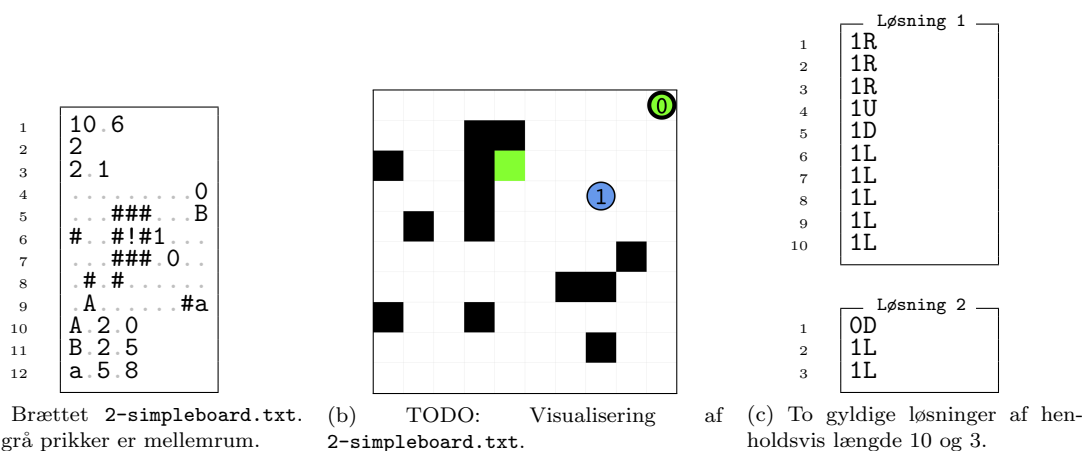 1 10.6
2 2
3 2.1
4 .........0
5 ...###...B
6 #..#!#1...
7 ...###.0..
8 .#.#
9 .A......#a
10 A.2.0
11 B.2.5
12 a.5.8
Brættet 2-simpleboard.txt.
grå prikker er mellemrum.
0
1
(b) TODO: Visualisering af
2-simpleboard.txt.
Løsning 1
1 1R
2 1R
3 1R
4 1U
5 1D
6 1L
7 1L
8 1L
9 1L
10 1L
Løsning 2
1 0D
2 1L
3 1L
(c) To gyldige løsninger af hen-
holdsvis længde 10 og 3.